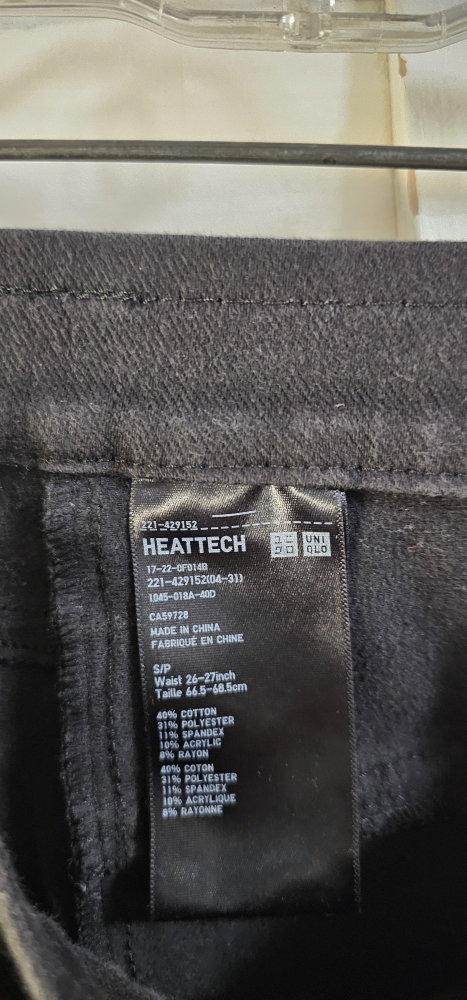 221-429152
HEATTECH
UNI
QLO
17-22-0F014B
221-429152(04-31)
1045-018A-40D
CA59728
MADE IN CHINA
FABRIQUÉ EN CHINE
S/P
Waist 26-27inch
Taille 66.5-68.5cm
40% COTTON
31% POLYESTER
11% SPANDEX
10% ACRYLIC
8% RAYON
40% COTON
31% POLYESTER
11% SPANDEX
10% ACRYLIQUE
8% RAYONNE